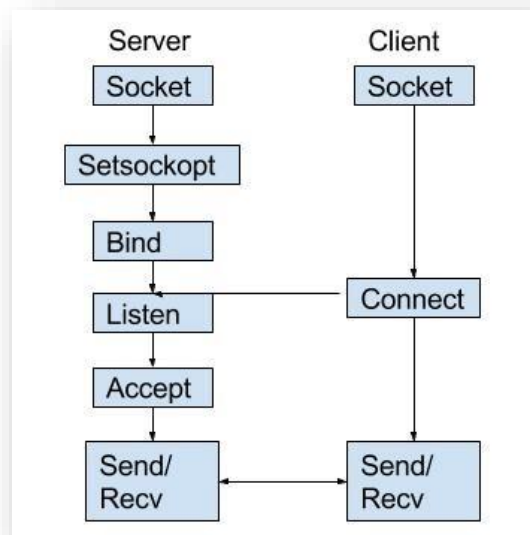 Server
Client
Socket
Socket
Setsockopt
Bind
Listen
Connect
Accept
Send/
Recv
Send/
Recv